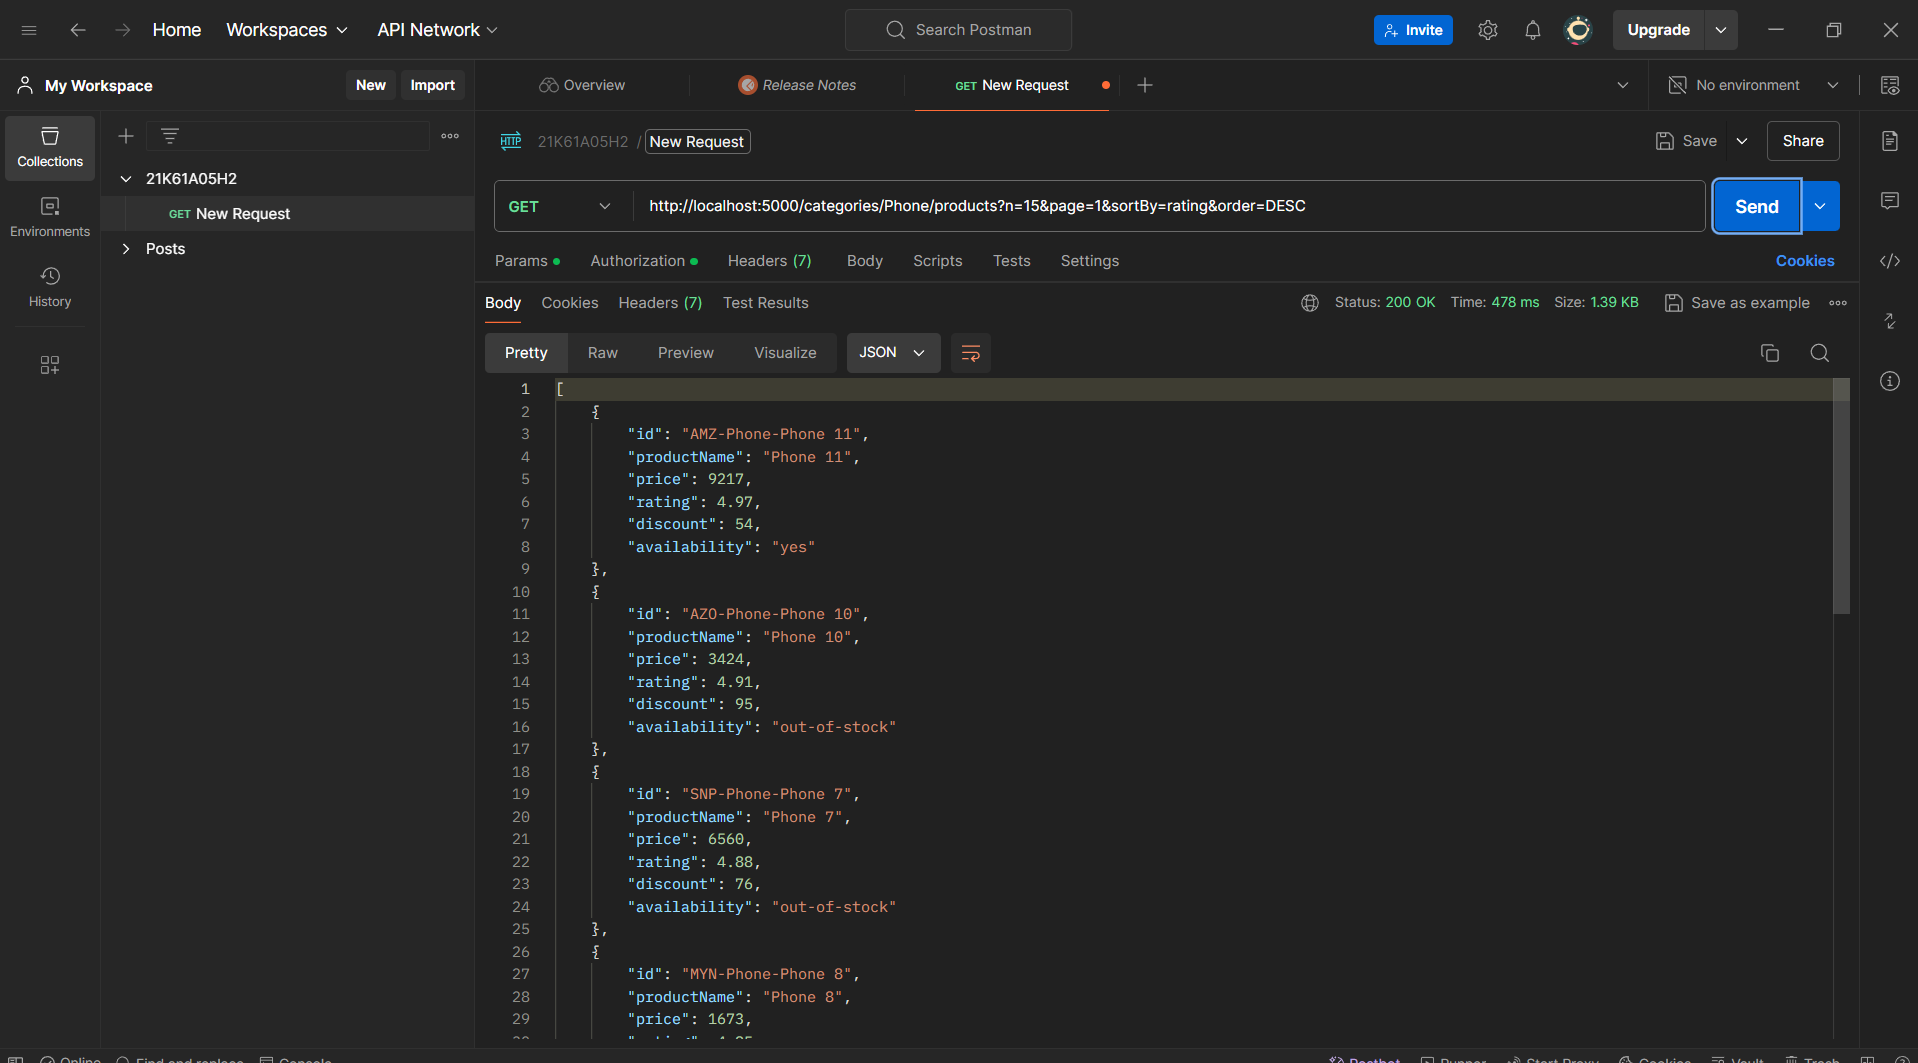 Home
Workspaces
API Network
Search Postman
Invite
Upgrade
My Workspace
New
Import
Overview
Release Notes
GET New Request
No environment
Collections
Environments
History
21K61A05H2
GET New Request
Posts
HTTP
21K61A05H2 / New Request
Save
Share
GET
http://localhost:5000/categories/Phone/products?n=15&page=1&sortBy=rating&order=DESC
Send
Params
Authorization
Headers (7)
Body
Scripts
Tests
Settings
Cookies
Body
Cookies
Headers (7)
Test Results
Status: 200 OK
Time: 478 ms
Size: 1.39 KB
Save as example
Pretty
Raw
Preview
Visualize
JSON
1 [
2 {
3 "id": "AMZ-Phone-Phone 11",
4 "productName": "Phone 11",
5 "price": 9217,
6 "rating": 4.97,
7 "discount": 54,
8 "availability": "yes"
9 },
10 {
11 "id": "AZO-Phone-Phone 10",
12 "productName": "Phone 10",
13 "price": 3424,
14 "rating": 4.91,
15 "discount": 95,
16 "availability": "out-of-stock"
17 },
18 {
19 "id": "SNP-Phone-Phone 7",
20 "productName": "Phone 7",
21 "price": 6560,
22 "rating": 4.88,
23 "discount": 76,
24 "availability": "out-of-stock"
25 },
26 {
27 "id": "MYN-Phone-Phone 8",
28 "productName": "Phone 8",
29 "price": 1673,
Online
Find and replace
Console
Postbot
Runner
Start Proxy
Cookies
Vault
Trash